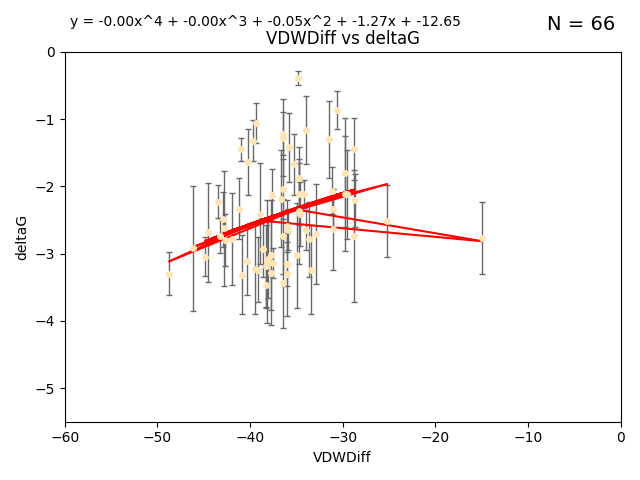 y = -0.00x^4 + -0.00x^3 + -0.05x^2 + -1.27x + -12.65
N = 66
VDWDiff vs deltaG
0
−1
−2
−3
−4
−5
deltaG
−60 −50 −40 −30 −20 −10 0
VDWDiff